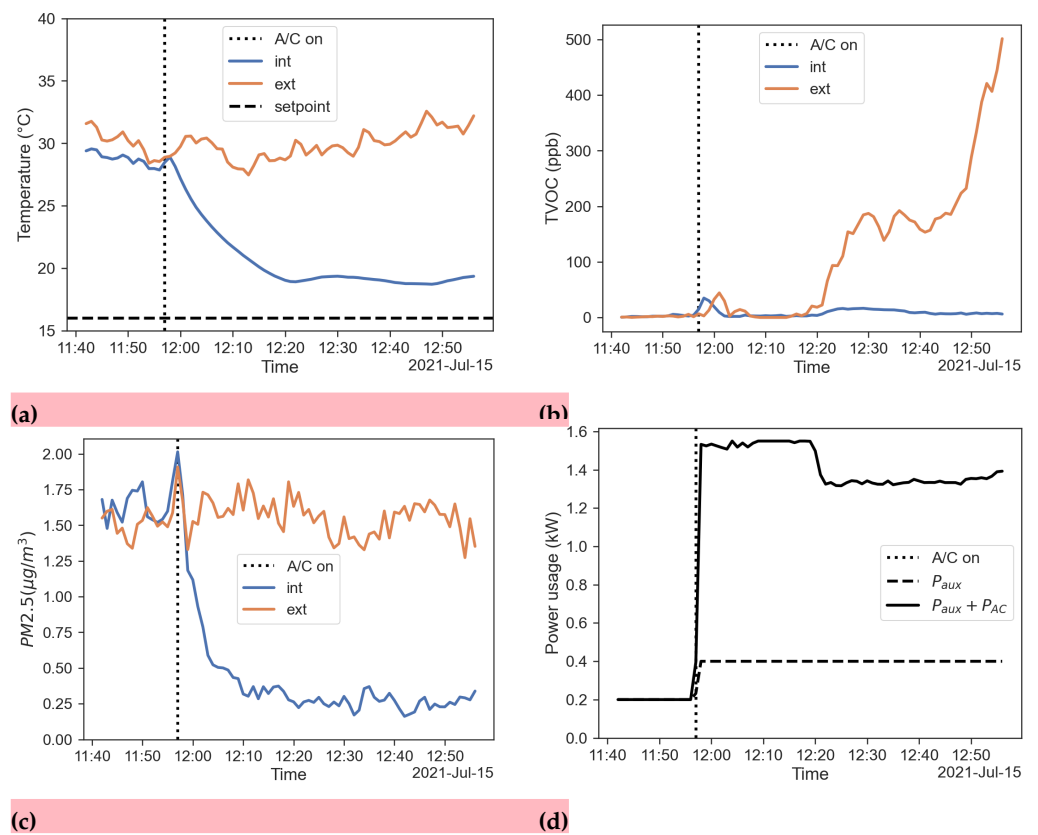 40
35
30
25
20
15
Temperature (°C)
A/C on
int
ext
setpoint
11:40 11:50 12:00 12:10 12:20 12:30 12:40 12:50
Time
2021-Jul-15
(a)
500
400
300
200
100
0
TVOC (ppb)
A/C on
int
ext
11:40 11:50 12:00 12:10 12:20 12:30 12:40 12:50
Time
2021-Jul-15
(b)
2.00
1.75
1.50
1.25
1.00
0.75
0.50
0.25
0.00
PM2.5(μg/m³)
A/C on
int
ext
11:40 11:50 12:00 12:10 12:20 12:30 12:40 12:50
Time
2021-Jul-15
(c)
1.6
1.4
1.2
1.0
0.8
0.6
0.4
0.2
0.0
Power usage (kW)
A/C on
P_aux
P_aux + P_AC
11:40 11:50 12:00 12:10 12:20 12:30 12:40 12:50
Time
2021-Jul-15
(d)